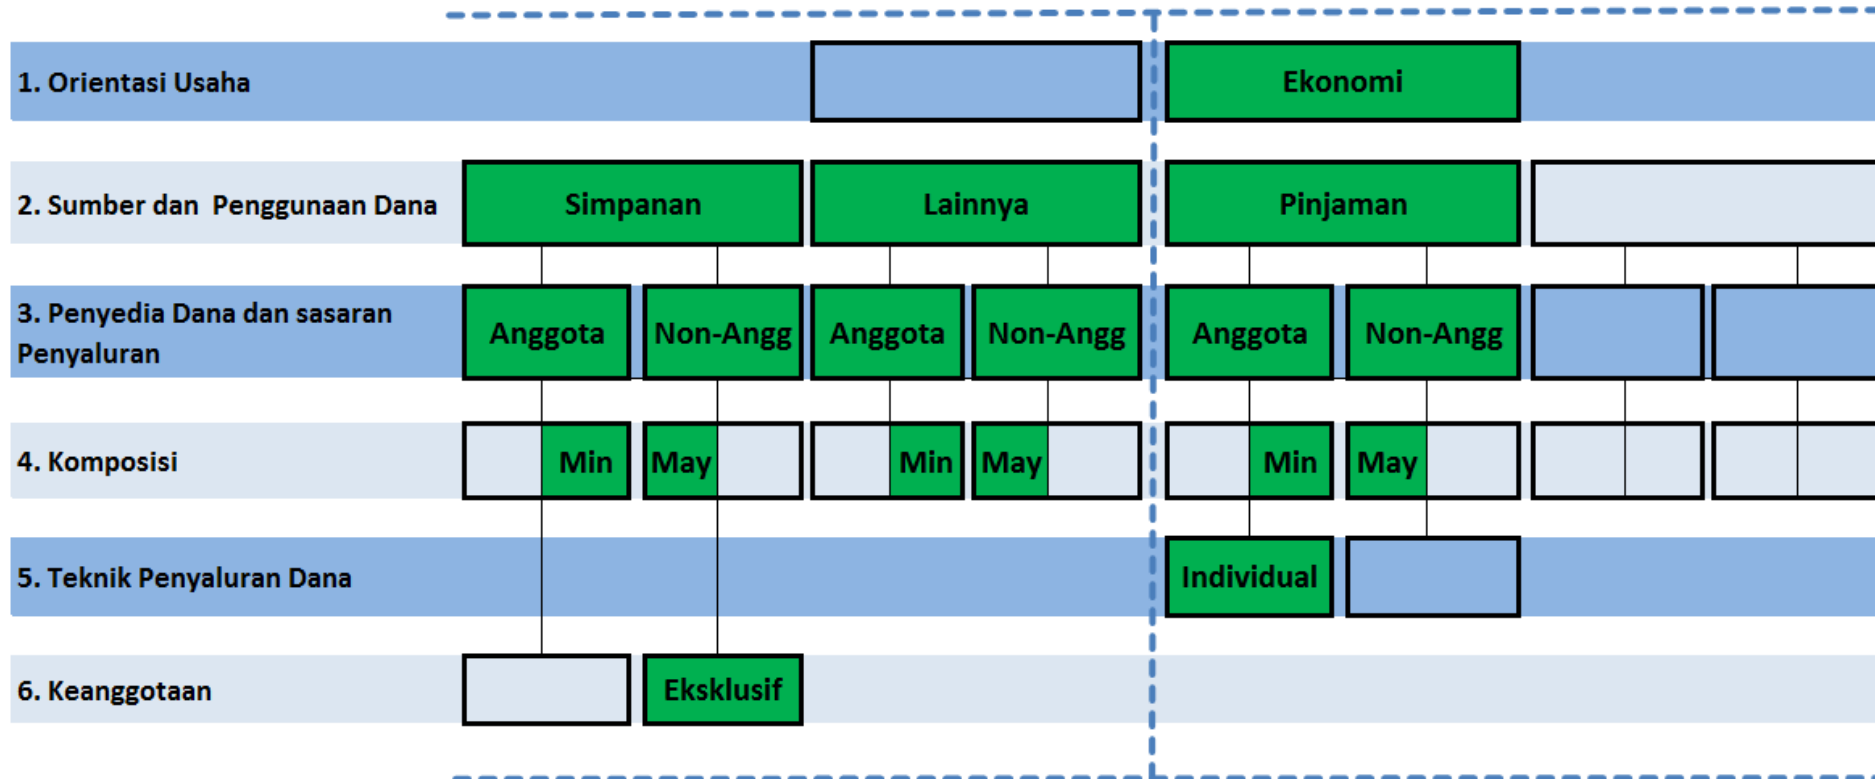 1. Orientasi Usaha
Ekonomi
2. Sumber dan Penggunaan Dana
Simpanan
Lainnya
Pinjaman
3. Penyedia Dana dan sasaran
Penyaluran
Anggota
Non-Angg
Anggota
Non-Angg
Anggota
Non-Angg
4. Komposisi
Min
May
Min
May
Min
May
5. Teknik Penyaluran Dana
Individual
6. Keanggotaan
Eksklusif